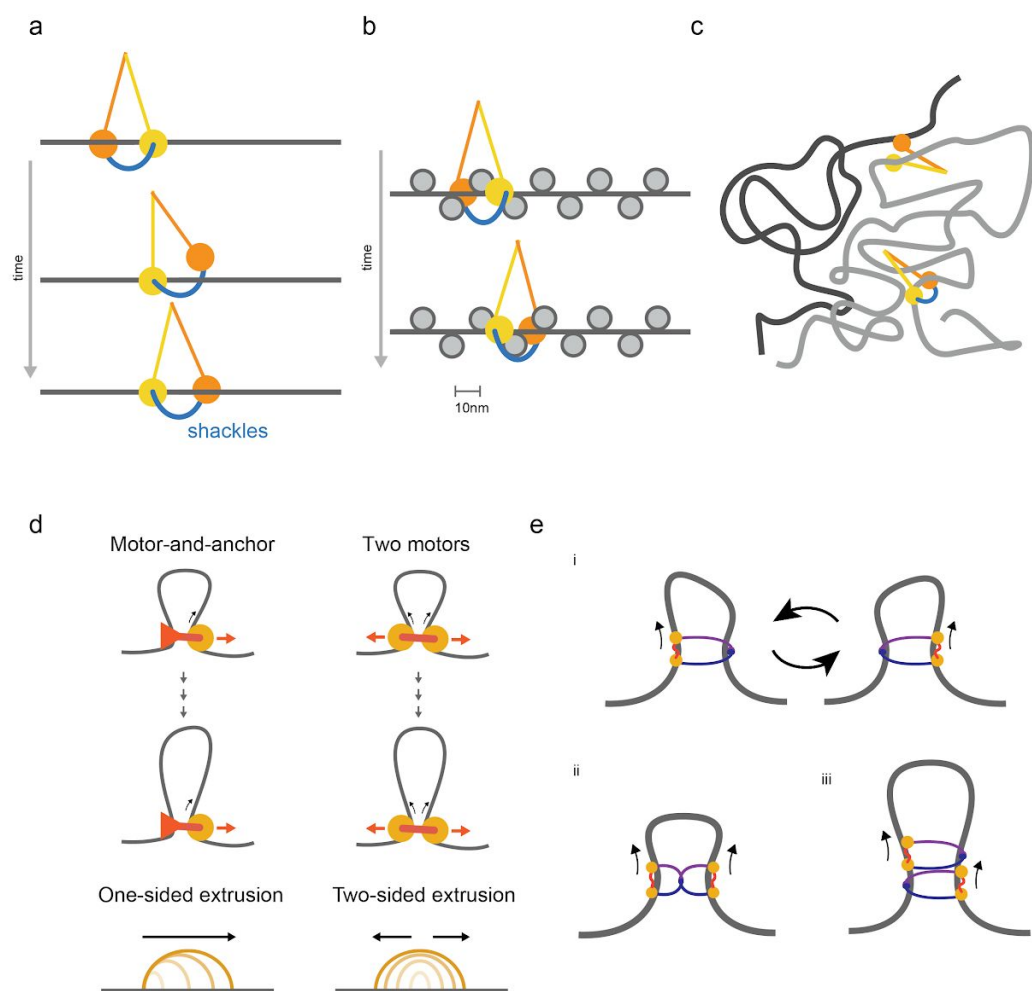 a
b
c
time
time
shackles
10nm
d
e
Motor-and-anchor
Two motors
i
ii
iii
One-sided extrusion
Two-sided extrusion